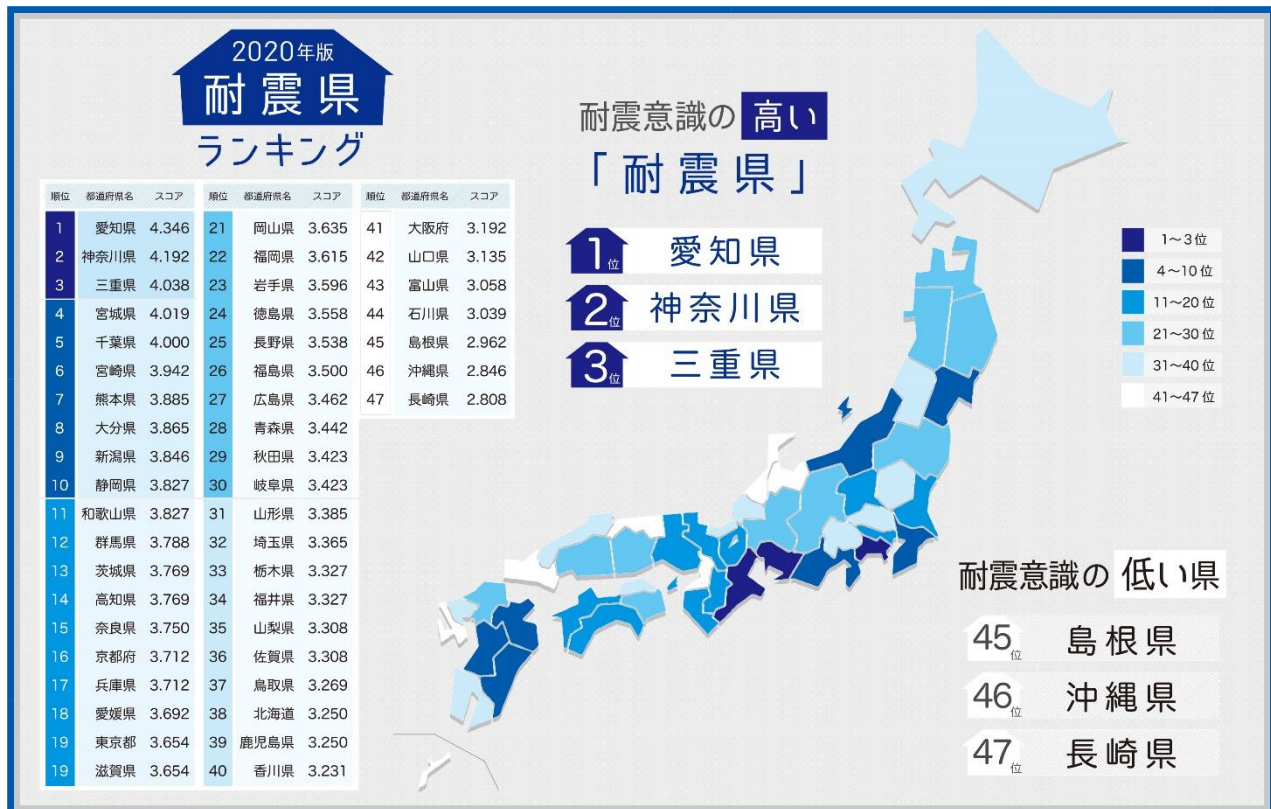 2020年版
耐震県
ランキング
順位 都道府県名 スコア
1 愛知県 4.346
2 神奈川県 4.192
3 三重県 4.038
4 宮城県 4.019
5 千葉県 4.000
6 宮崎県 3.942
7 熊本県 3.885
8 大分県 3.865
9 新潟県 3.846
10 静岡県 3.827
11 和歌山県 3.827
12 群馬県 3.788
13 茨城県 3.769
14 高知県 3.769
15 奈良県 3.750
16 京都府 3.712
17 兵庫県 3.712
18 愛媛県 3.692
19 東京都 3.654
19 滋賀県 3.654
順位 都道府県名 スコア
21 岡山県 3.635
22 福岡県 3.615
23 岩手県 3.596
24 徳島県 3.558
25 長野県 3.538
26 福島県 3.500
27 広島県 3.462
28 青森県 3.442
29 秋田県 3.423
30 岐阜県 3.423
31 山形県 3.385
32 埼玉県 3.365
33 栃木県 3.327
34 福井県 3.327
35 山梨県 3.308
36 佐賀県 3.308
37 鳥取県 3.269
38 北海道 3.250
39 鹿児島県 3.250
40 香川県 3.231
順位 都道府県名 スコア
41 大阪府 3.192
42 山口県 3.135
43 富山県 3.058
44 石川県 3.039
45 島根県 2.962
46 沖縄県 2.846
47 長崎県 2.808
耐震意識の 高い
「耐震県」
1位 愛知県
2位 神奈川県
3位 三重県
1～3位
4～10位
11～20位
21～30位
31～40位
41～47位
耐震意識の 低い県
45位 島根県
46位 沖縄県
47位 長崎県